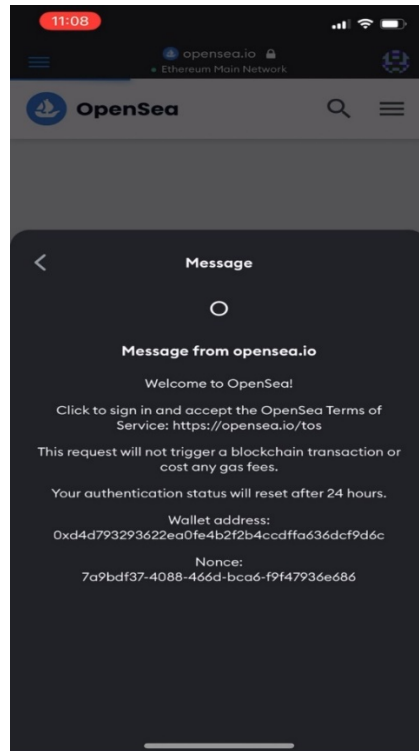 11:08
opensea.io
Ethereum Main Network
OpenSea
Message
Message from opensea.io
Welcome to OpenSea!
Click to sign in and accept the OpenSea Terms of
Service: https://opensea.io/tos
This request will not trigger a blockchain transaction or
cost any gas fees.
Your authentication status will reset after 24 hours.
Wallet address:
0xd4d793293622ea0fe4b2f2b4ccdffa636dcf9d6c
Nonce:
7a9bdf37-4088-466d-bca6-f9f47936e686